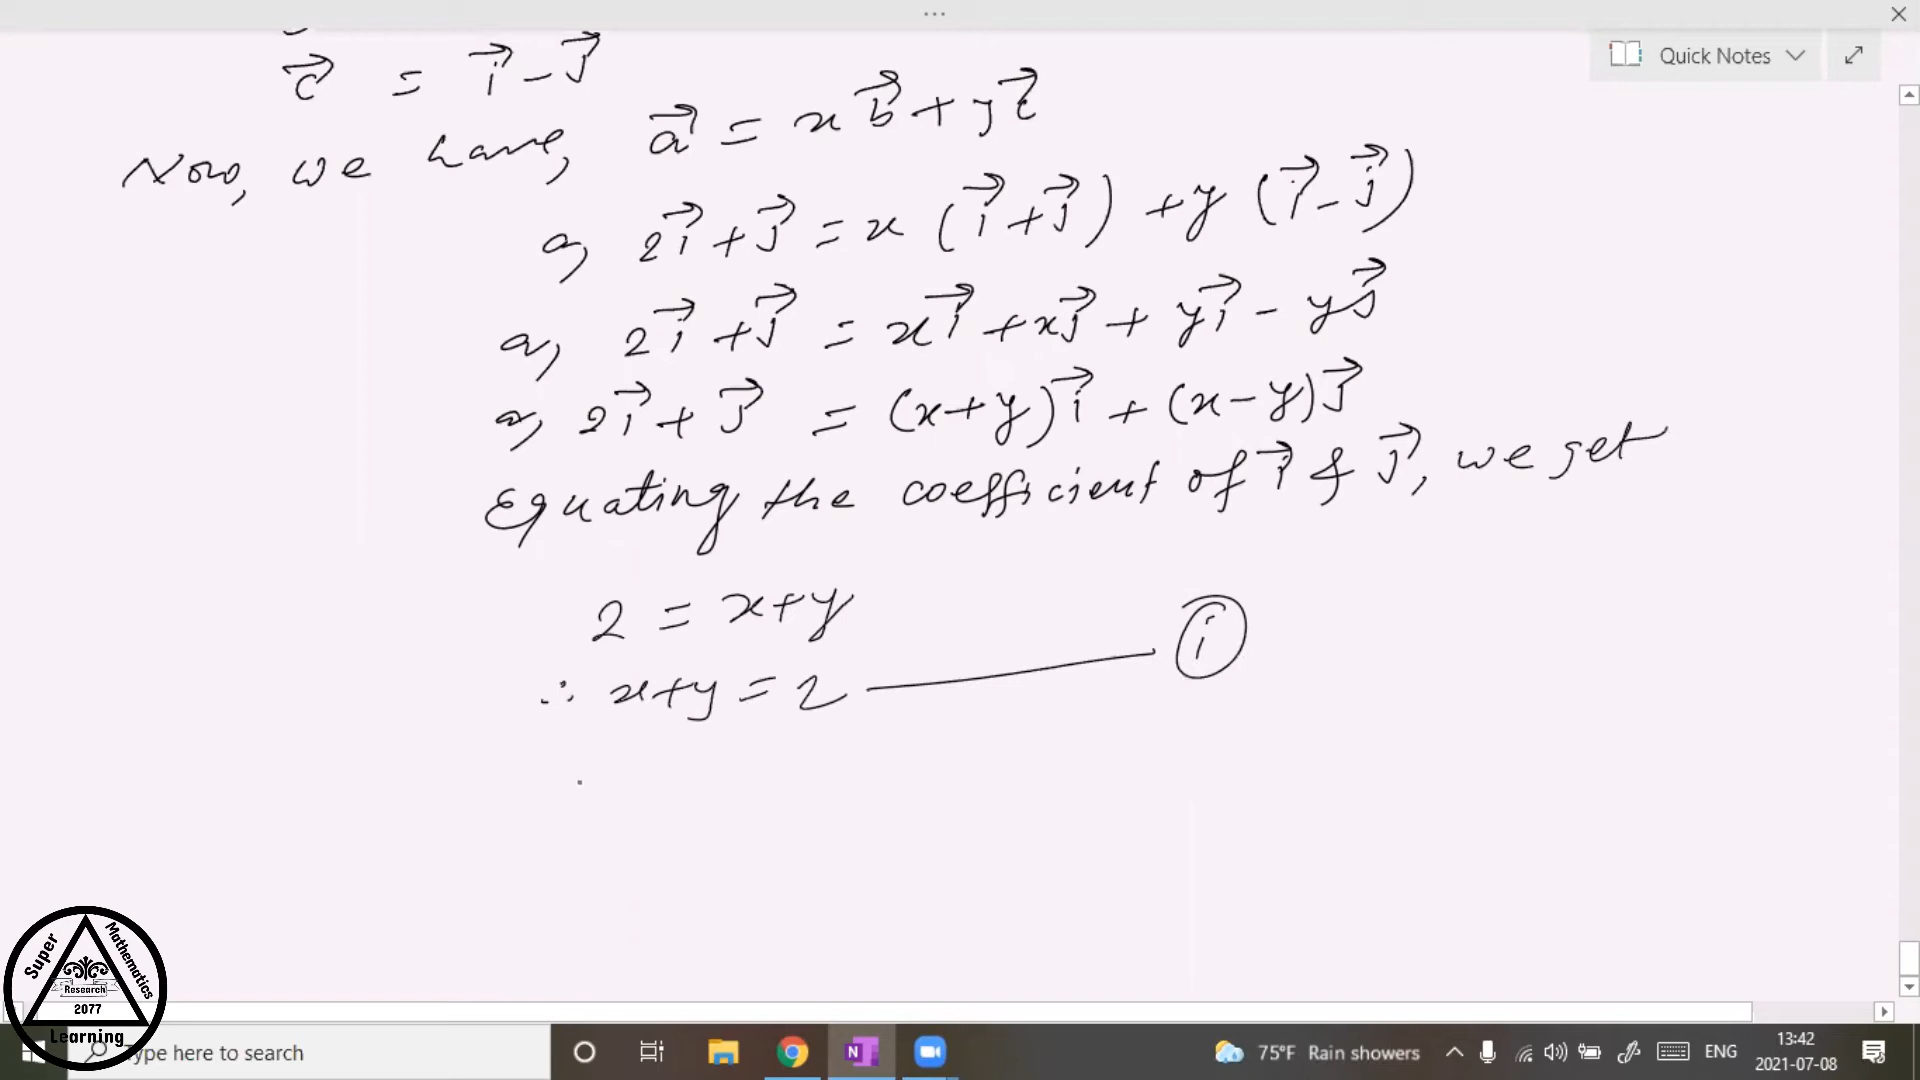 Quick Notes
c⃗ = i⃗ - j⃗
Now, we have, a⃗ = x b⃗ + y c⃗
or, 2i⃗ + j⃗ = x (i⃗ + j⃗) + y (i⃗ - j⃗)
or, 2i⃗ + j⃗ = x i⃗ + x j⃗ + y i⃗ - y j⃗
or, 2i⃗ + j⃗ = (x+y) i⃗ + (x-y) j⃗
Equating the coefficient of i⃗ & j⃗, we get
2 = x+y
∴ x+y = 2 ——— (i)
Super Mathematics
Research
2077
Learning
Type here to search
75°F Rain showers
ENG
13:42
2021-07-08